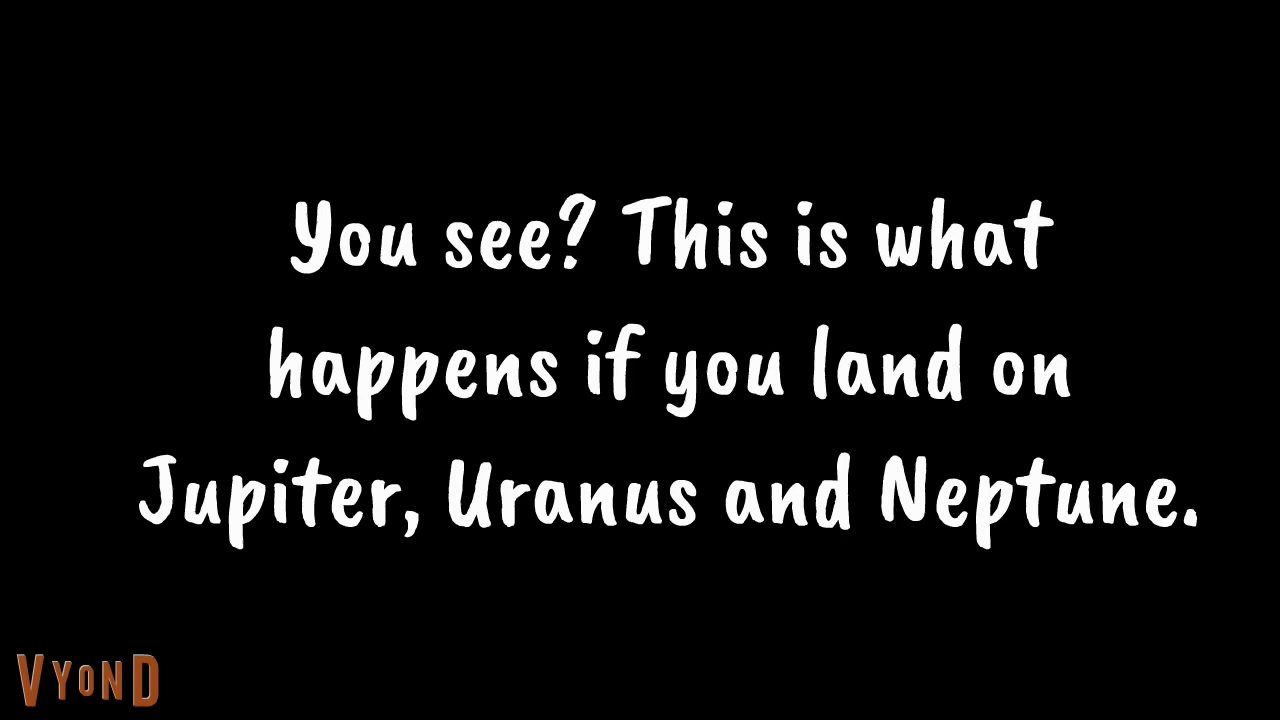 You see? This is what
happens if you land on
Jupiter, Uranus and Neptune.
VYOND